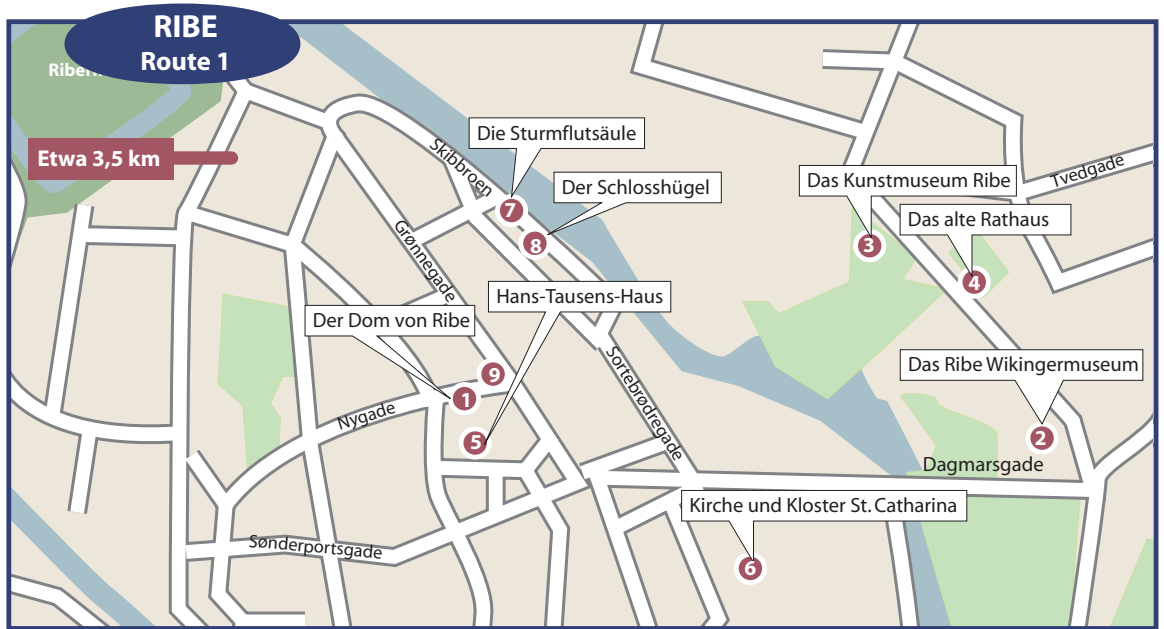 RIBE
Route 1
Etwa 3,5 km
Die Sturmflutsäule
Skibbroen
7
Der Schlosshügel
8
Das Kunstmuseum Ribe
3
Tvedgade
Das alte Rathaus
4
Grønnegade
Hans-Tausens-Haus
Der Dom von Ribe
9
1
5
Nygade
Sortebrødregade
Das Ribe Wikingermuseum
2
Dagmarsgade
Kirche und Kloster St. Catharina
6
Sønderportsgade